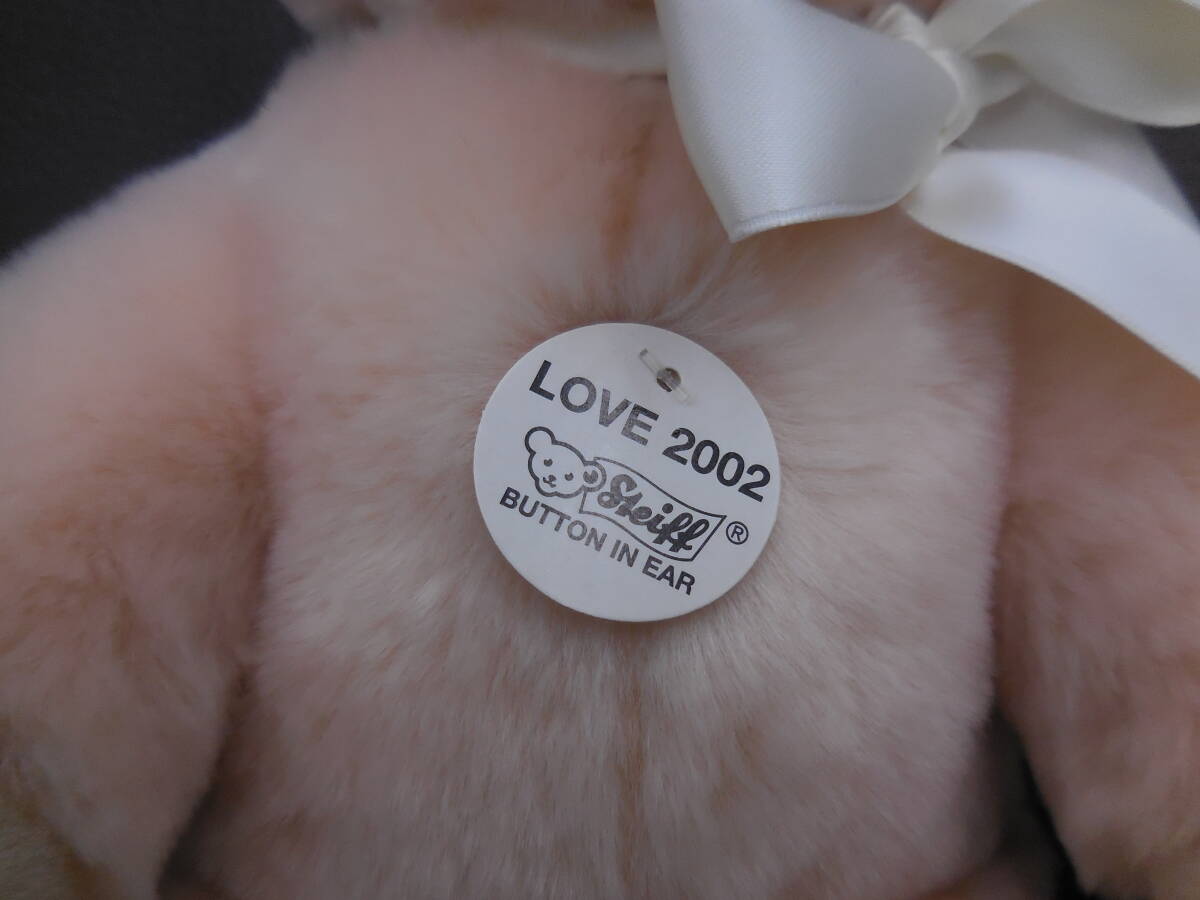 LOVE 2002
Steiff ®
BUTTON IN EAR